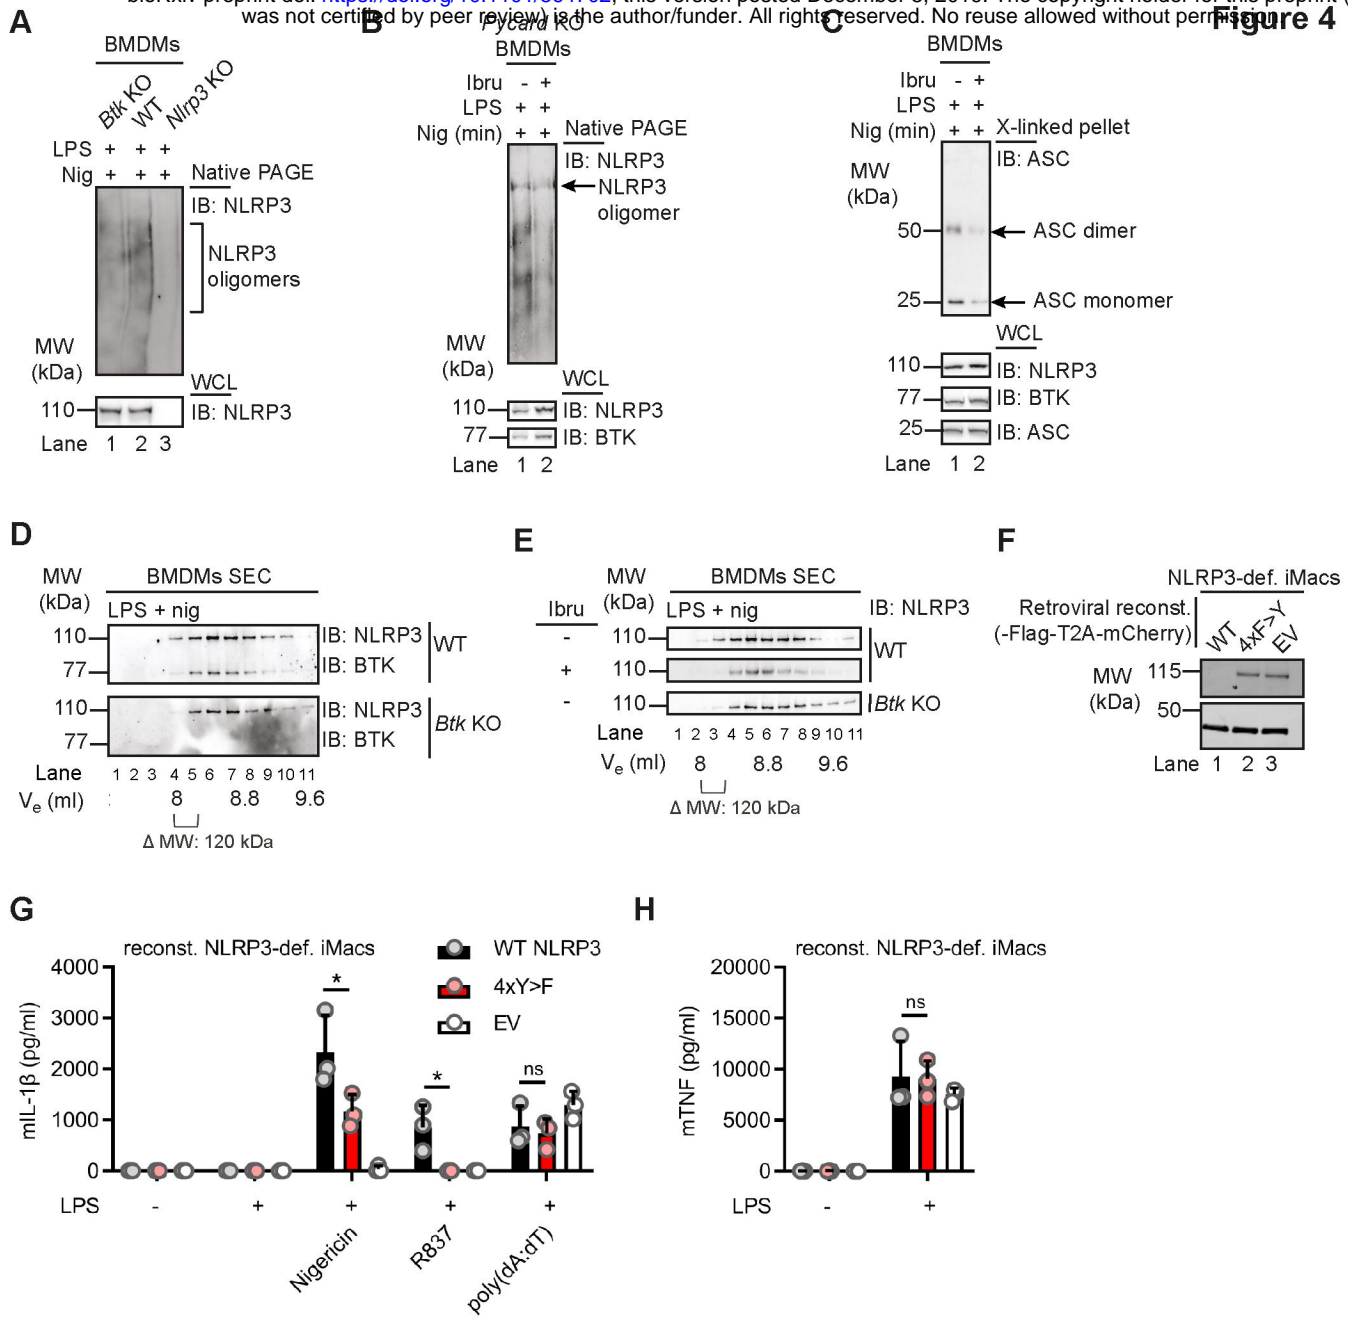 was not certified by peer review) is the author/funder. All rights reserved. No reuse allowed without permission.
Figure 4
A
BMDMs
Btk KO
WT
Nlrp3 KO
LPS + + +
Nig + + +
Native PAGE
IB: NLRP3
NLRP3
oligomers
MW
(kDa)
WCL
110
IB: NLRP3
Lane 1 2 3
B
Pycard KO
BMDMs
Ibru - +
LPS + +
Nig (min) + +
Native PAGE
IB: NLRP3
NLRP3
oligomer
MW
(kDa)
WCL
110 IB: NLRP3
77 IB: BTK
Lane 1 2
C
BMDMs
Ibru - +
LPS + +
Nig (min) + +
X-linked pellet
IB: ASC
MW
(kDa)
50 ASC dimer
25 ASC monomer
WCL
110 IB: NLRP3
77 IB: BTK
25 IB: ASC
Lane 1 2
D
MW
(kDa)
BMDMs SEC
LPS + nig
110 IB: NLRP3
77 IB: BTK
WT
110 IB: NLRP3
77 IB: BTK
Btk KO
Lane 1 2 3 4 5 6 7 8 9 10 11
Ve (ml) 8 8.8 9.6
Δ MW: 120 kDa
E
MW
(kDa)
BMDMs SEC
Ibru
LPS + nig
IB: NLRP3
- 110
+ 110
WT
- 110 Btk KO
Lane 1 2 3 4 5 6 7 8 9 10 11
Ve (ml) 8 8.8 9.6
Δ MW: 120 kDa
F
NLRP3-def. iMacs
Retroviral reconst.
(-Flag-T2A-mCherry)
WT
4xF>Y
EV
MW
(kDa)
115
50
Lane 1 2 3
G
reconst. NLRP3-def. iMacs
WT NLRP3
4xY>F
EV
mIL-1β (pg/ml)
4000
3000
2000
1000
0
*
*
ns
LPS - + + + +
Nigericin
R837
poly(dA:dT)
H
reconst. NLRP3-def. iMacs
mTNF (pg/ml)
20000
15000
10000
5000
0
ns
LPS - +